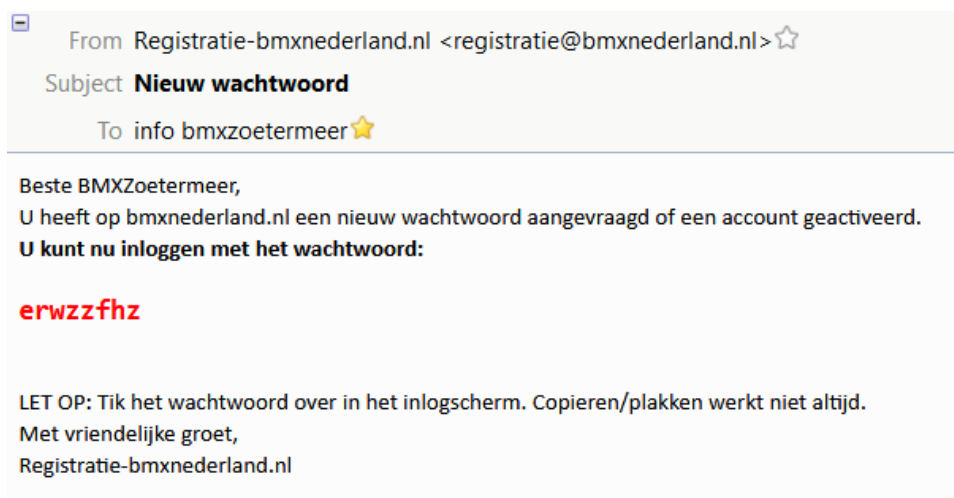 From Registratie-bmxnederland.nl <registratie@bmxnederland.nl>
Subject Nieuw wachtwoord
To info bmxzoetermeer
Beste BMXZoetermeer,
U heeft op bmxnederland.nl een nieuw wachtwoord aangevraagd of een account geactiveerd.
U kunt nu inloggen met het wachtwoord:
erwzzfhz
LET OP: Tik het wachtwoord over in het inlogscherm. Copieren/plakken werkt niet altijd.
Met vriendelijke groet,
Registratie-bmxnederland.nl